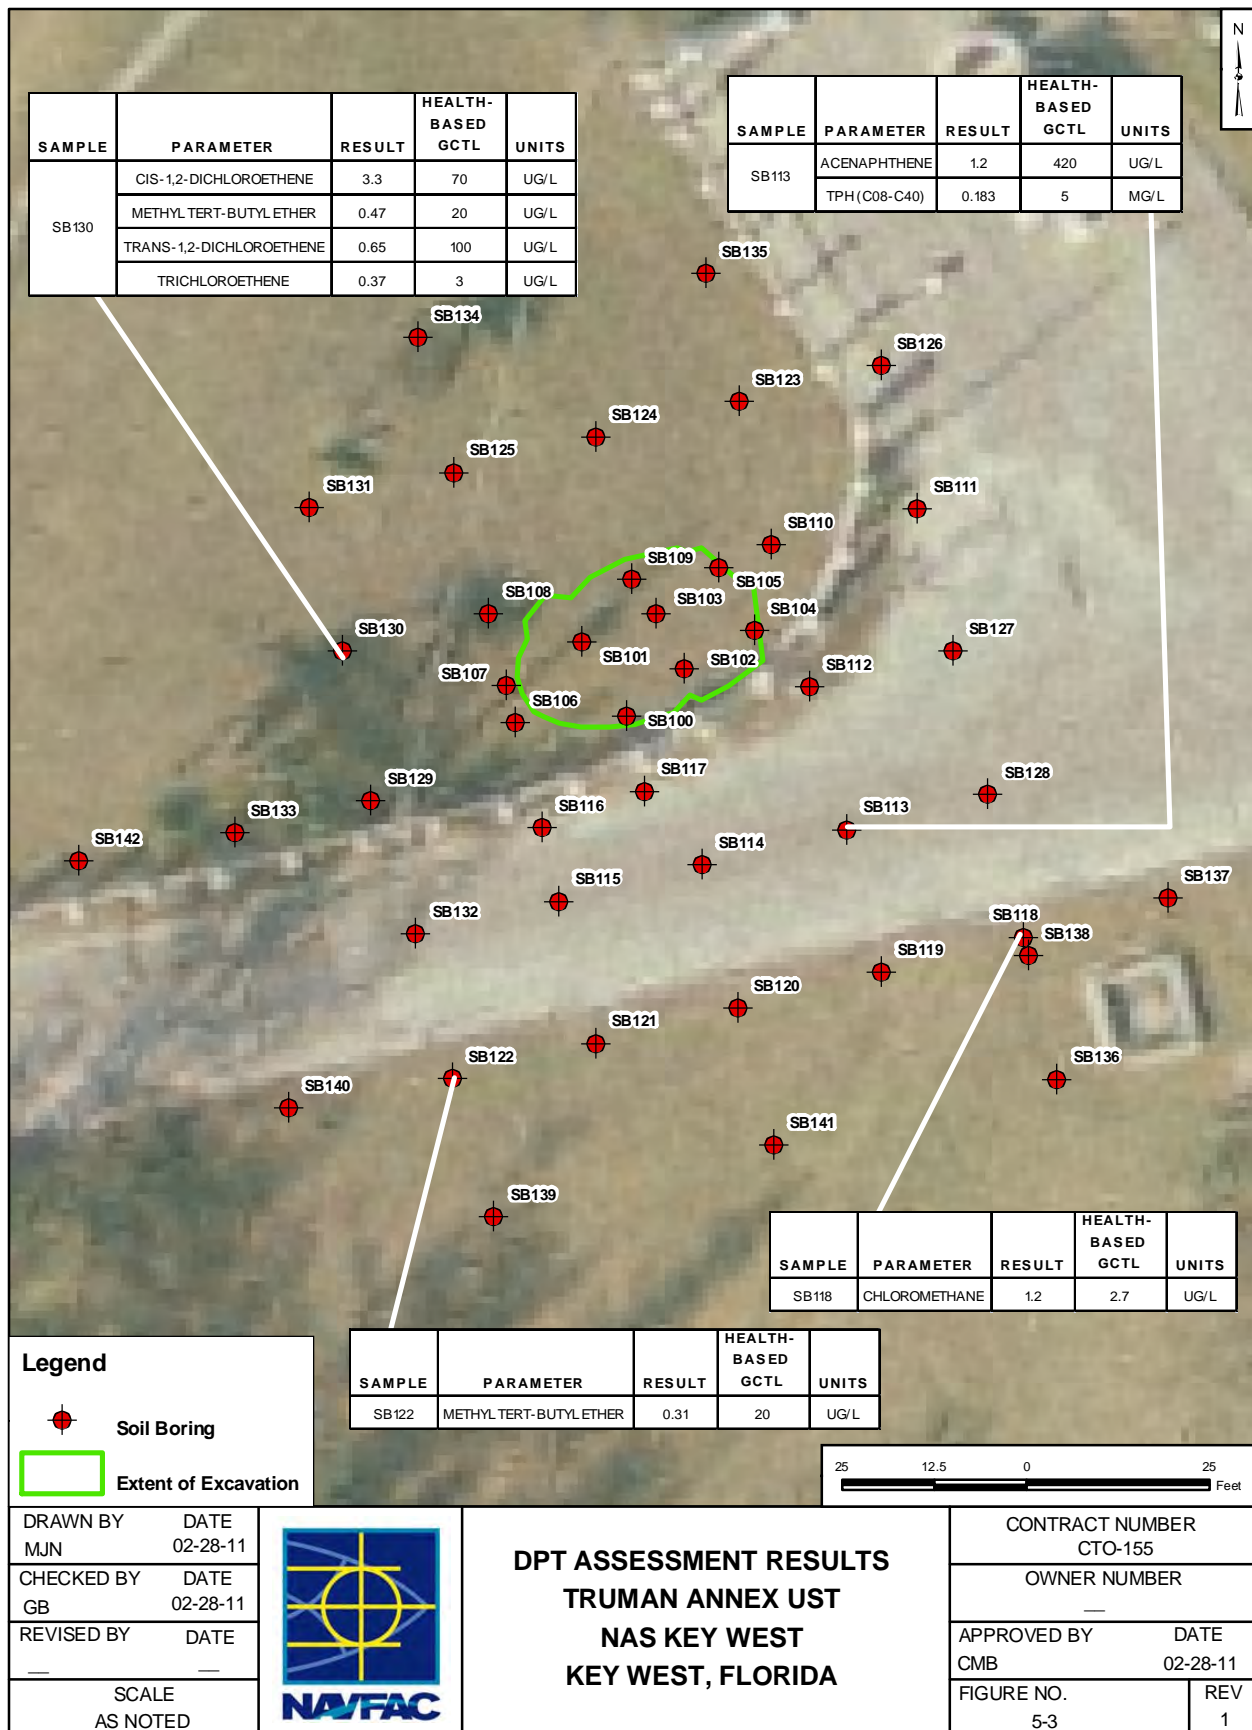 N
SAMPLE PARAMETER RESULT HEALTH-BASED GCTL UNITS
SB130 CIS-1,2-DICHLOROETHENE 3.3 70 UG/L
METHYL TERT-BUTYL ETHER 0.47 20 UG/L
TRANS-1,2-DICHLOROETHENE 0.65 100 UG/L
TRICHLOROETHENE 0.37 3 UG/L
SAMPLE PARAMETER RESULT HEALTH-BASED GCTL UNITS
SB113 ACENAPHTHENE 1.2 420 UG/L
TPH (C08-C40) 0.183 5 MG/L
SB135
SB134
SB126
SB123
SB124
SB125
SB131
SB111
SB110
SB109
SB105
SB108
SB103
SB104
SB130
SB101
SB127
SB102
SB112
SB107
SB106
SB100
SB117
SB129
SB128
SB133
SB116
SB113
SB142
SB114
SB115
SB137
SB132
SB118
SB138
SB119
SB120
SB121
SB122
SB136
SB140
SB141
SB139
SAMPLE PARAMETER RESULT HEALTH-BASED GCTL UNITS
SB118 CHLOROMETHANE 1.2 2.7 UG/L
SAMPLE PARAMETER RESULT HEALTH-BASED GCTL UNITS
SB122 METHYL TERT-BUTYL ETHER 0.31 20 UG/L
Legend
Soil Boring
Extent of Excavation
25 12.5 0 25
Feet
DRAWN BY DATE
MJN 02-28-11
CHECKED BY DATE
GB 02-28-11
REVISED BY DATE
__ __
SCALE
AS NOTED
NAVFAC
DPT ASSESSMENT RESULTS
TRUMAN ANNEX UST
NAS KEY WEST
KEY WEST, FLORIDA
CONTRACT NUMBER
CTO-155
OWNER NUMBER
__
APPROVED BY DATE
CMB 02-28-11
FIGURE NO. REV
5-3 1